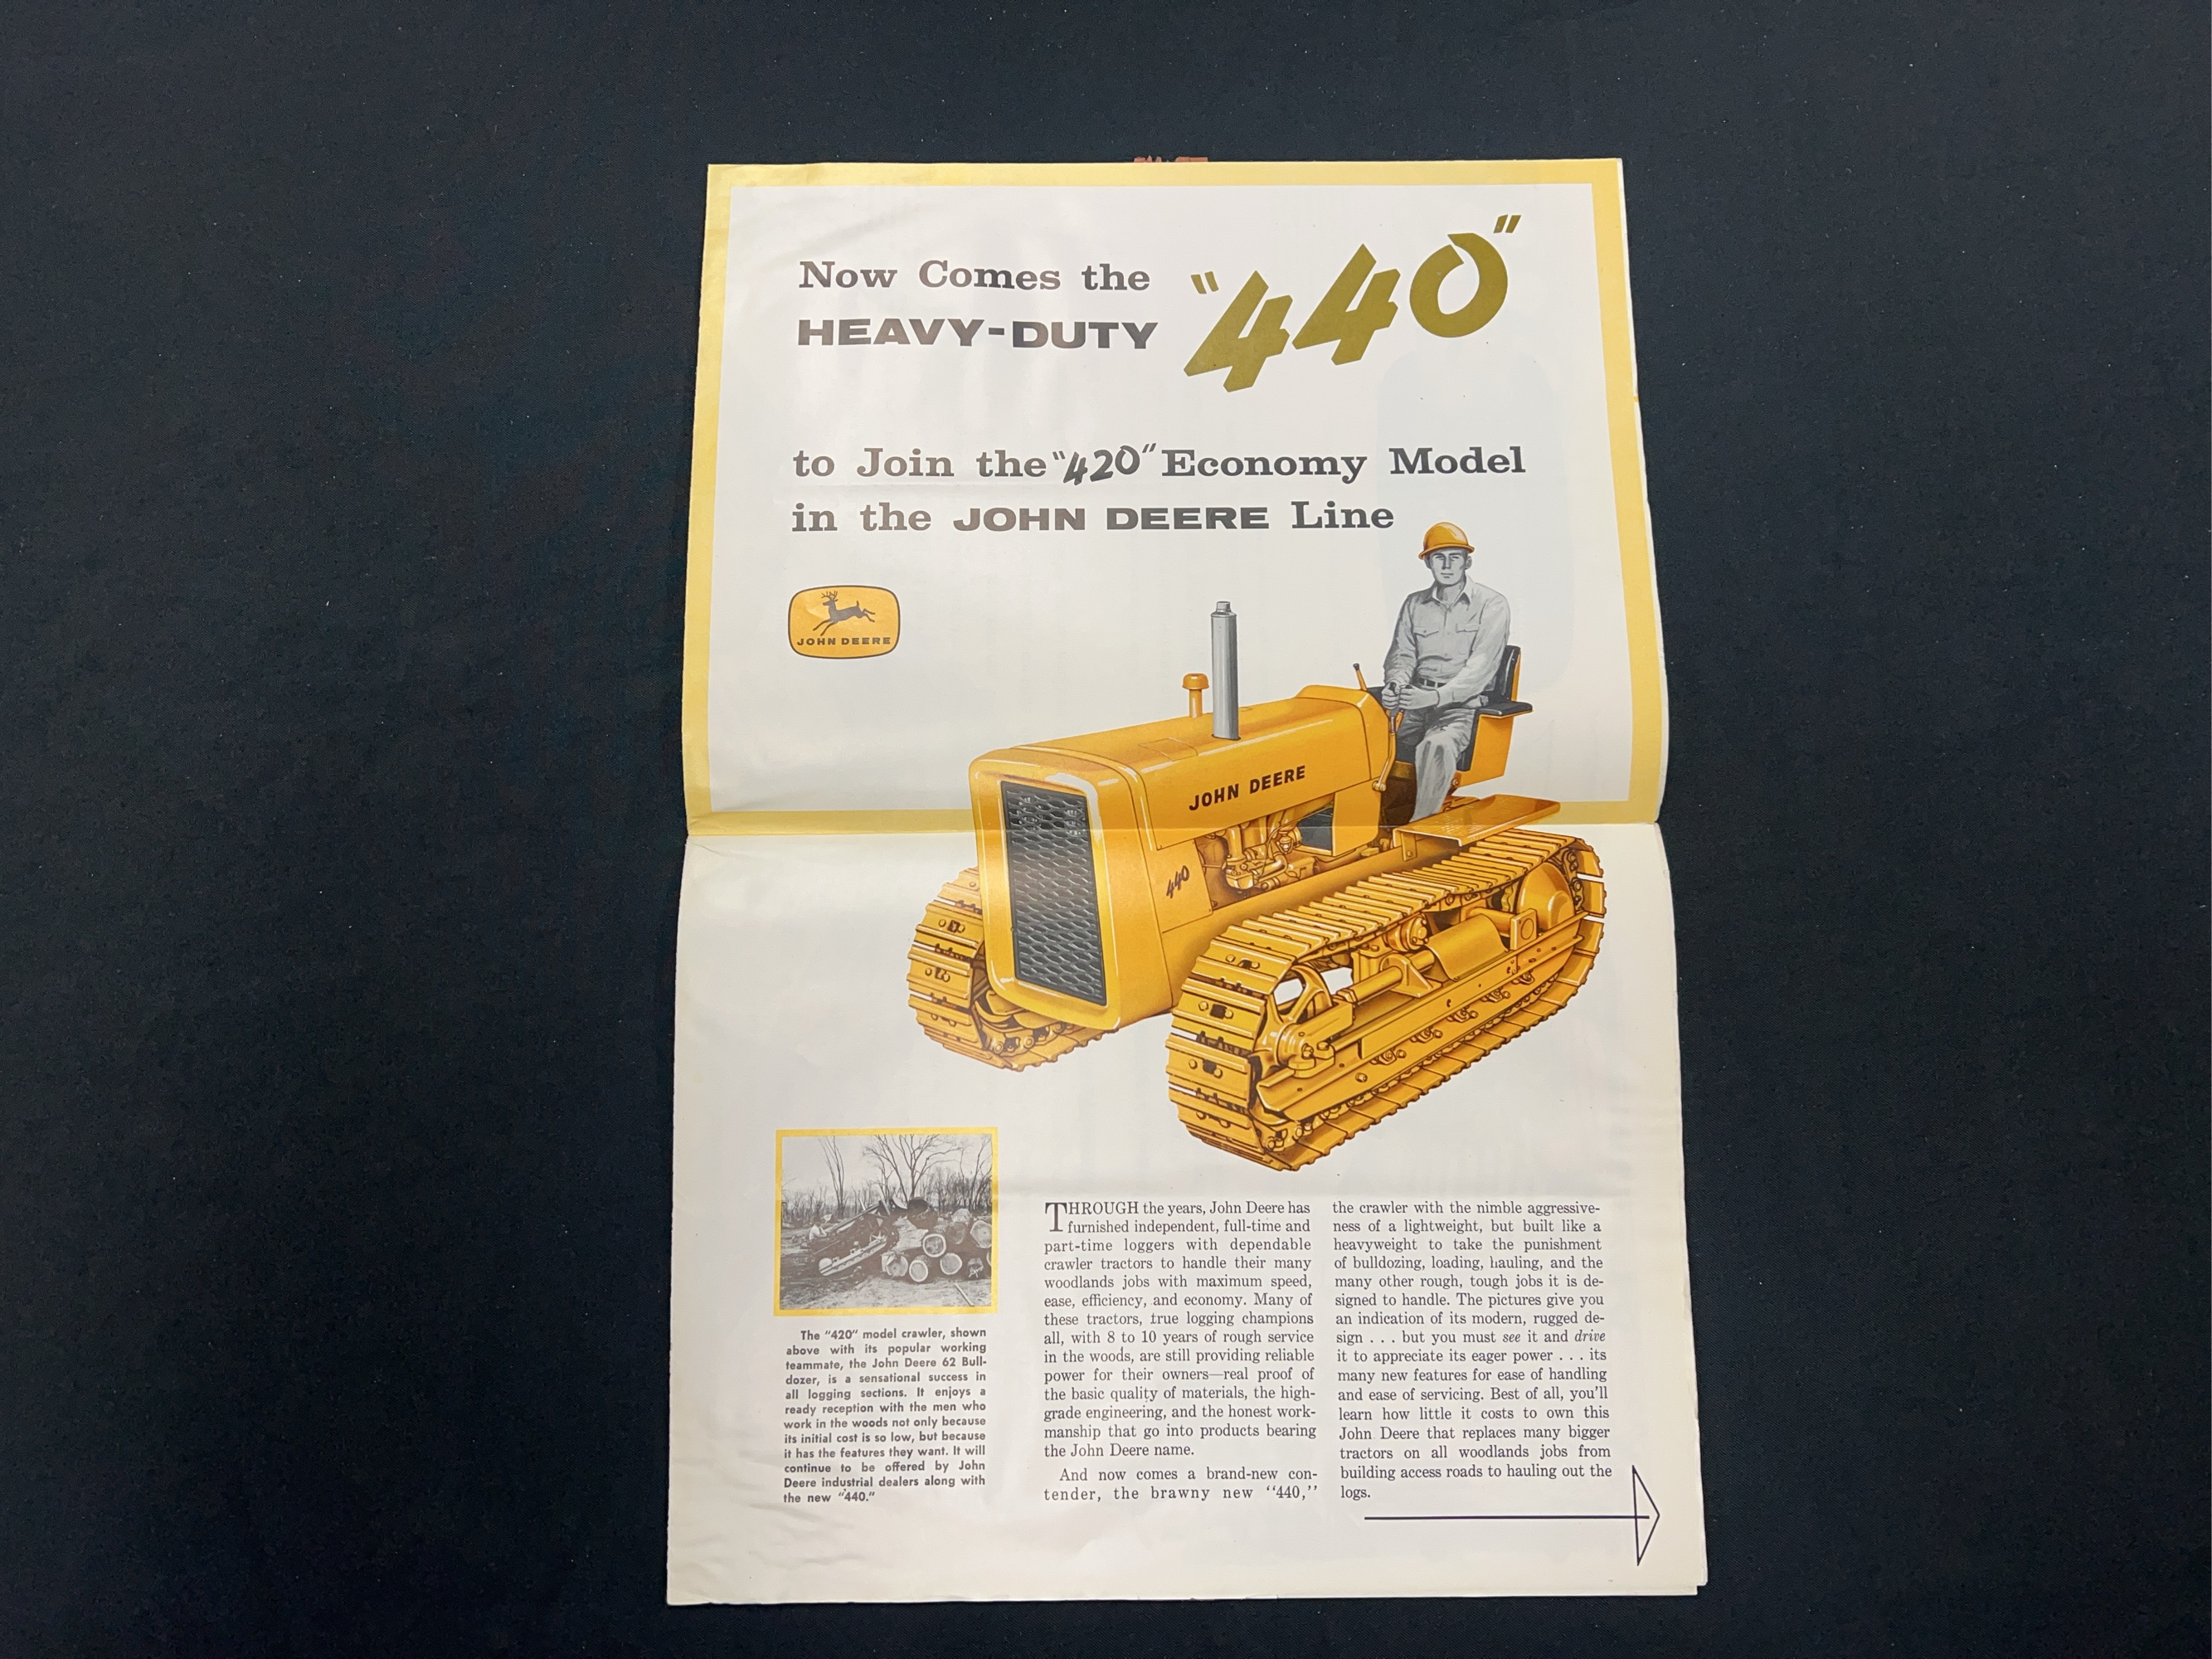 Now Comes the "440"
HEAVY-DUTY
to Join the "420" Economy Model
in the JOHN DEERE Line
JOHN DEERE
JOHN DEERE
440
The "420" model crawler, shown
above with its popular working
teammate, the John Deere 62 Bull-
dozer, is a sensational success in
all logging sections. It enjoys a
ready reception with the men who
work in the woods not only because
its initial cost is so low, but because
it has the features they want. It will
continue to be offered by John
Deere industrial dealers along with
the new "440."
THROUGH the years, John Deere has
furnished independent, full-time and
part-time loggers with dependable
crawler tractors to handle their many
woodlands jobs with maximum speed,
ease, efficiency, and economy. Many of
these tractors, true logging champions
all, with 8 to 10 years of rough service
in the woods, are still providing reliable
power for their owners—real proof of
the basic quality of materials, the high-
grade engineering, and the honest work-
manship that go into products bearing
the John Deere name.
And now comes a brand-new con-
tender, the brawny new "440,"
the crawler with the nimble aggressive-
ness of a lightweight, but built like a
heavyweight to take the punishment
of bulldozing, loading, hauling, and the
many other rough, tough jobs it is de-
signed to handle. The pictures give you
an indication of its modern, rugged de-
sign . . . but you must see it and drive
it to appreciate its eager power . . . its
many new features for ease of handling
and ease of servicing. Best of all, you'll
learn how little it costs to own this
John Deere that replaces many bigger
tractors on all woodlands jobs from
building access roads to hauling out the
logs.